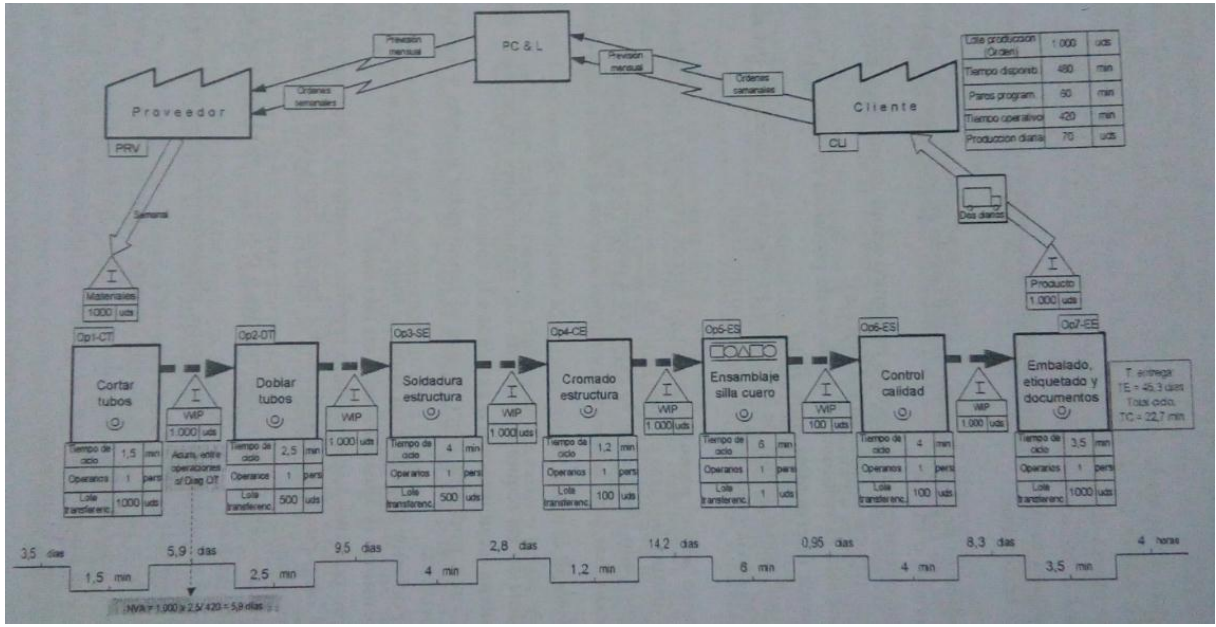 PC & L
Previsión
mensual
Ordenes
semanales
Previsión
mensual
Ordenes
semanales
Proveedor
PRV
Cliente
CLI
Lote producción
(Orden) 1.000 uds
Tiempo disponib. 480 min
Paros program. 60 min
Tiempo operativo 420 min
Producción diaria 70 uds
Semanal
Dos diarios
I
Materiales
1000 uds
I
Producto
1.000 uds
Op1-CT
Cortar
tubos
Tiempo de
ciclo 1,5 min
Operarios 1 pers
Lote
transferenc. 1000 uds
I
WIP
1.000 uds
Acum. entre
operaciones
s/ Diag OT
Op2-DT
Doblar
tubos
Tiempo de
ciclo 2,5 min
Operarios 1 pers
Lote
transferenc. 500 uds
I
WIP
1.000 uds
Op3-SE
Soldadura
estructura
Tiempo de
ciclo 4 min
Operarios 1 pers
Lote
transferenc. 500 uds
I
WIP
1.000 uds
Op4-CE
Cromado
estructura
Tiempo de
ciclo 1,2 min
Operarios 1 pers
Lote
transferenc. 100 uds
I
WIP
1.000 uds
Op5-ES
Ensamblaje
silla cuero
Tiempo de
ciclo 6 min
Operarios 1 pers
Lote
transferenc. 1 uds
I
WIP
100 uds
Op6-ES
Control
calidad
Tiempo de
ciclo 4 min
Operarios 1 pers
Lote
transferenc. 100 uds
I
WIP
1.000 uds
Op7-EE
Embalado,
etiquetado y
documentos
Tiempo de
ciclo 3,5 min
Operarios 1 pers
Lote
transferenc. 1000 uds
T. entrega:
TE = 45,3 días
Total ciclo,
TC = 22,7 min.
3,5 días
1,5 min
5,9 días
2,5 min
9,5 días
4 min
2,8 días
1,2 min
14,2 días
6 min
0,95 días
4 min
8,3 días
3,5 min
4 horas
NVA = 1.000 x 2,5/ 420 = 5,9 días